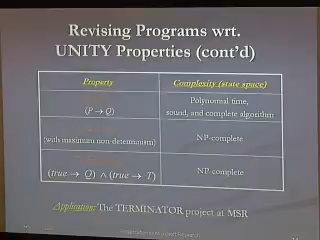 Revising Programs wrt.
UNITY Properties (cont'd)
Property
Complexity (state space)
(P → Q)
Polynomial time,
sound, and complete algorithm
(with maximum non-determinism)
NP-complete
(true → Q) ∧ (true → T)
NP-complete
Application: The TERMINATOR project at MSR